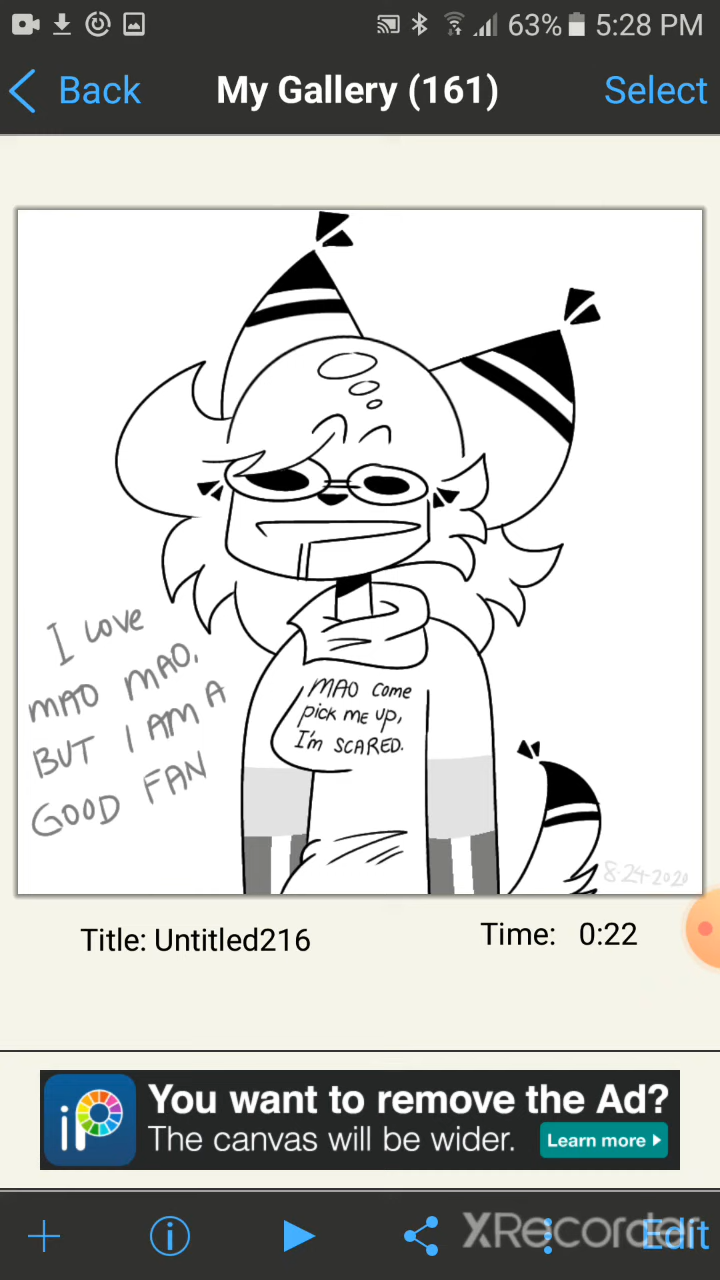 63% 5:28 PM
Back My Gallery (161) Select
I LOVE
MAO MAO,
BUT I AM A
GOOD FAN
MAO come
pick me up,
I'm SCARED.
8-24-2020
Title: Untitled216 Time: 0:22
iP
You want to remove the Ad?
The canvas will be wider. Learn more
XRecorder
Edit